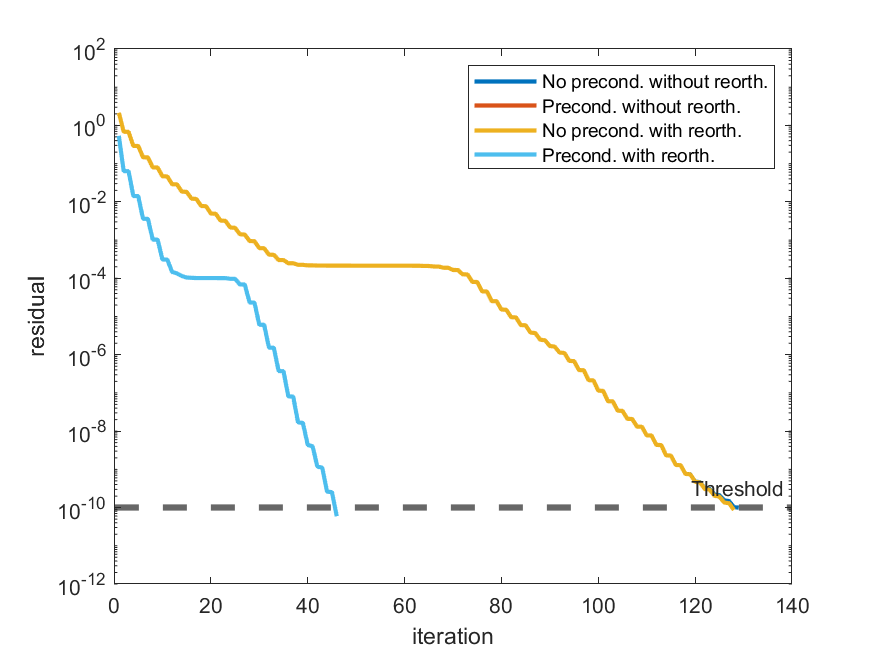 10^2
10^0
10^-2
10^-4
10^-6
10^-8
10^-10
10^-12
residual
No precond. without reorth.
Precond. without reorth.
No precond. with reorth.
Precond. with reorth.
Threshold
0 20 40 60 80 100 120 140
iteration